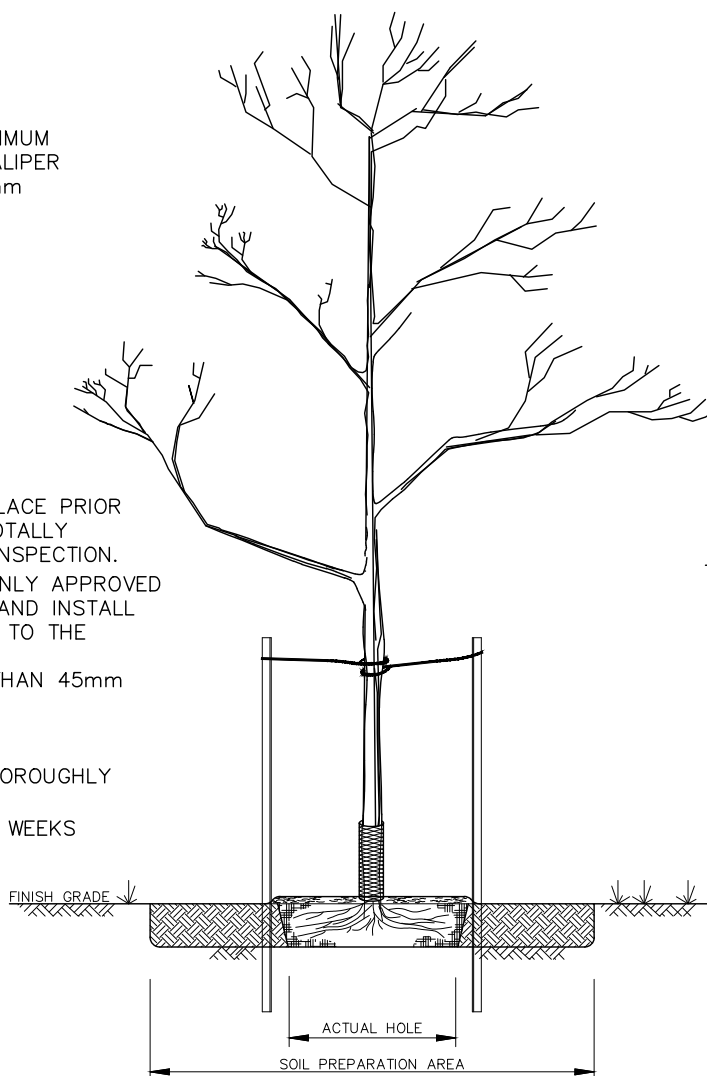 IMUM
ALIPER
m
LACE PRIOR
OTALLY
NSPECTION.
NLY APPROVED
AND INSTALL
TO THE
THAN 45mm
OROUGHLY
WEEKS
FINISH GRADE
ACTUAL HOLE
SOIL PREPARATION AREA